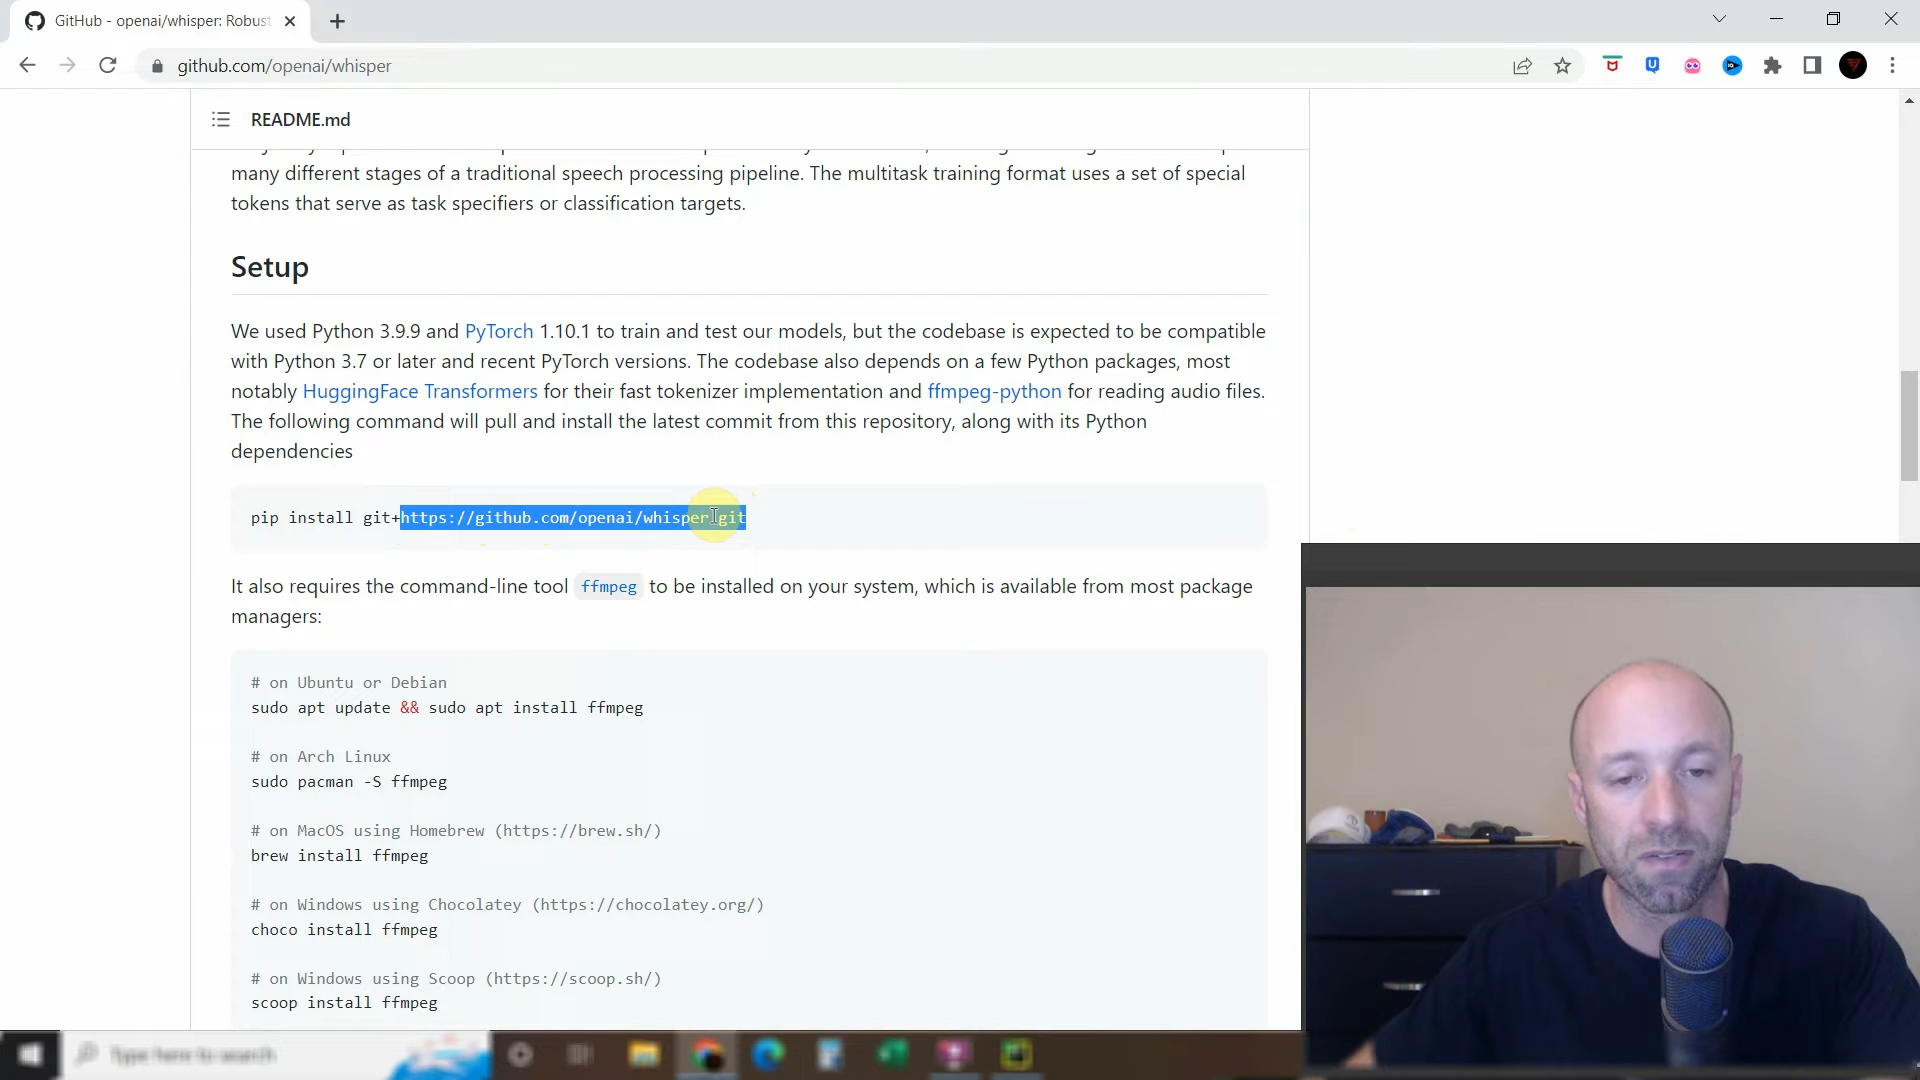 GitHub - openai/whisper: Robust
github.com/openai/whisper
README.md
many different stages of a traditional speech processing pipeline. The multitask training format uses a set of special
tokens that serve as task specifiers or classification targets.
Setup
We used Python 3.9.9 and PyTorch 1.10.1 to train and test our models, but the codebase is expected to be compatible
with Python 3.7 or later and recent PyTorch versions. The codebase also depends on a few Python packages, most
notably HuggingFace Transformers for their fast tokenizer implementation and ffmpeg-python for reading audio files.
The following command will pull and install the latest commit from this repository, along with its Python
dependencies
pip install git+https://github.com/openai/whisper.git
It also requires the command-line tool ffmpeg to be installed on your system, which is available from most package
managers:
# on Ubuntu or Debian
sudo apt update && sudo apt install ffmpeg
# on Arch Linux
sudo pacman -S ffmpeg
# on MacOS using Homebrew (https://brew.sh/)
brew install ffmpeg
# on Windows using Chocolatey (https://chocolatey.org/)
choco install ffmpeg
# on Windows using Scoop (https://scoop.sh/)
scoop install ffmpeg
Type here to search